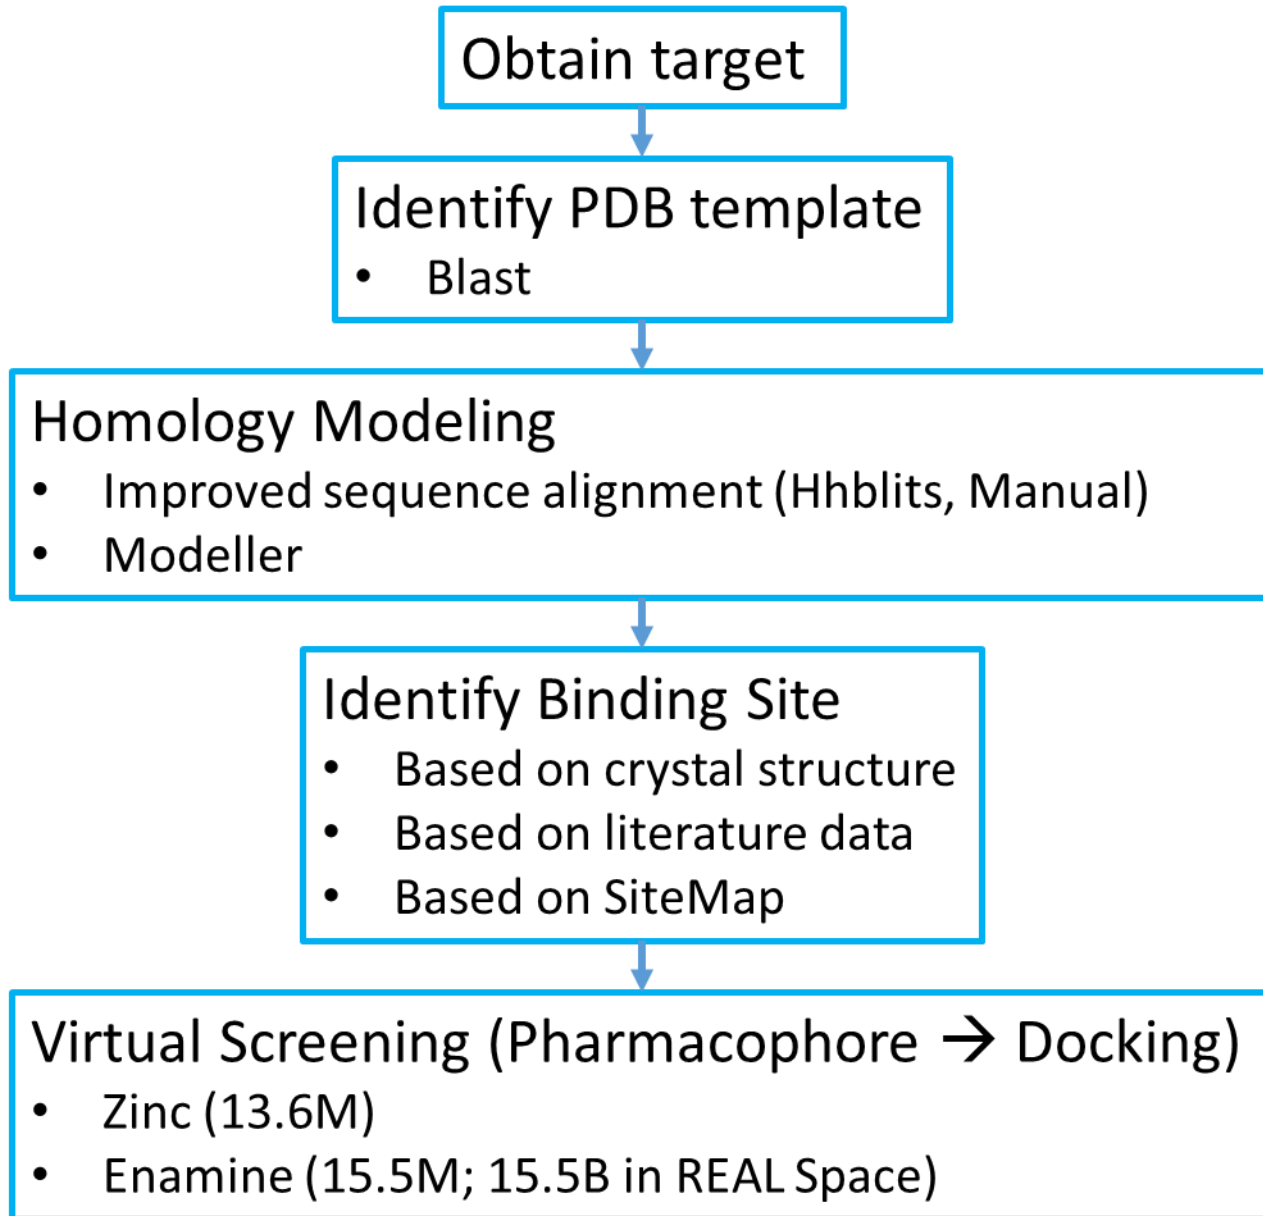 Obtain target
Identify PDB template
• Blast
Homology Modeling
• Improved sequence alignment (Hhblits, Manual)
• Modeller
Identify Binding Site
• Based on crystal structure
• Based on literature data
• Based on SiteMap
Virtual Screening (Pharmacophore → Docking)
• Zinc (13.6M)
• Enamine (15.5M; 15.5B in REAL Space)